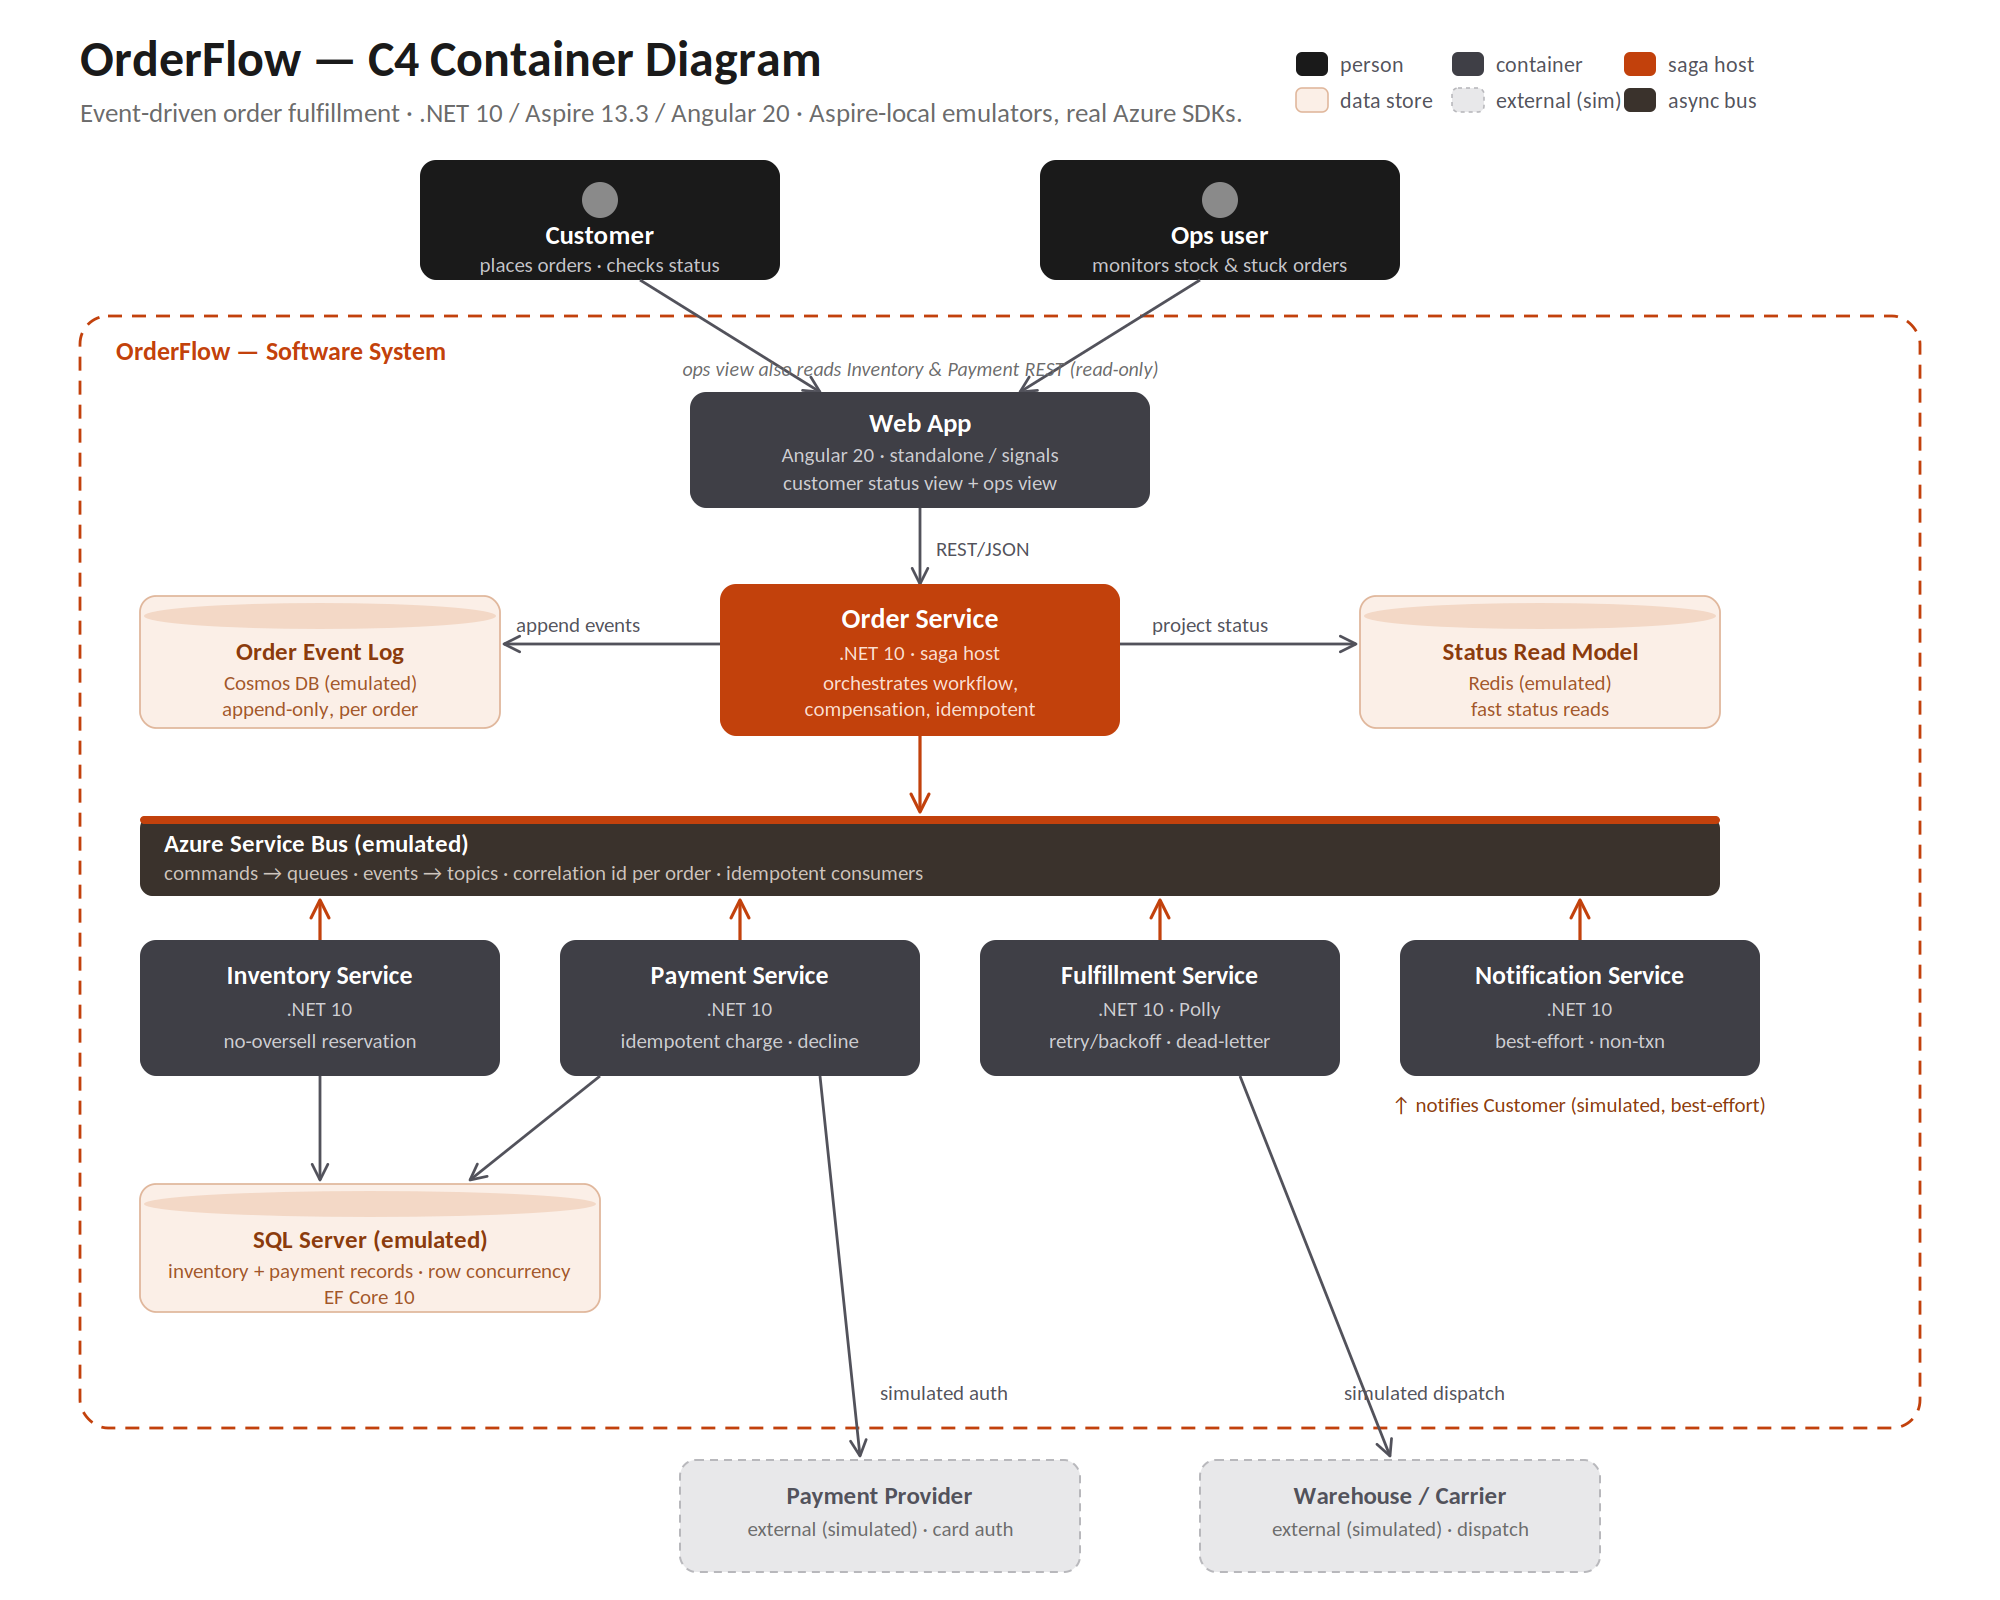 OrderFlow — C4 Container Diagram
Event-driven order fulfillment · .NET 10 / Aspire 13.3 / Angular 20 · Aspire-local emulators, real Azure SDKs.
person
container
saga host
data store
external (sim)
async bus
Customer
places orders · checks status
Ops user
monitors stock & stuck orders
OrderFlow — Software System
ops view also reads Inventory & Payment REST (read-only)
Web App
Angular 20 · standalone / signals
customer status view + ops view
REST/JSON
append events
project status
Order Event Log
Cosmos DB (emulated)
append-only, per order
Order Service
.NET 10 · saga host
orchestrates workflow,
compensation, idempotent
Status Read Model
Redis (emulated)
fast status reads
Azure Service Bus (emulated)
commands → queues · events → topics · correlation id per order · idempotent consumers
Inventory Service
.NET 10
no-oversell reservation
Payment Service
.NET 10
idempotent charge · decline
Fulfillment Service
.NET 10 · Polly
retry/backoff · dead-letter
Notification Service
.NET 10
best-effort · non-txn
↑ notifies Customer (simulated, best-effort)
SQL Server (emulated)
inventory + payment records · row concurrency
EF Core 10
simulated auth
simulated dispatch
Payment Provider
external (simulated) · card auth
Warehouse / Carrier
external (simulated) · dispatch